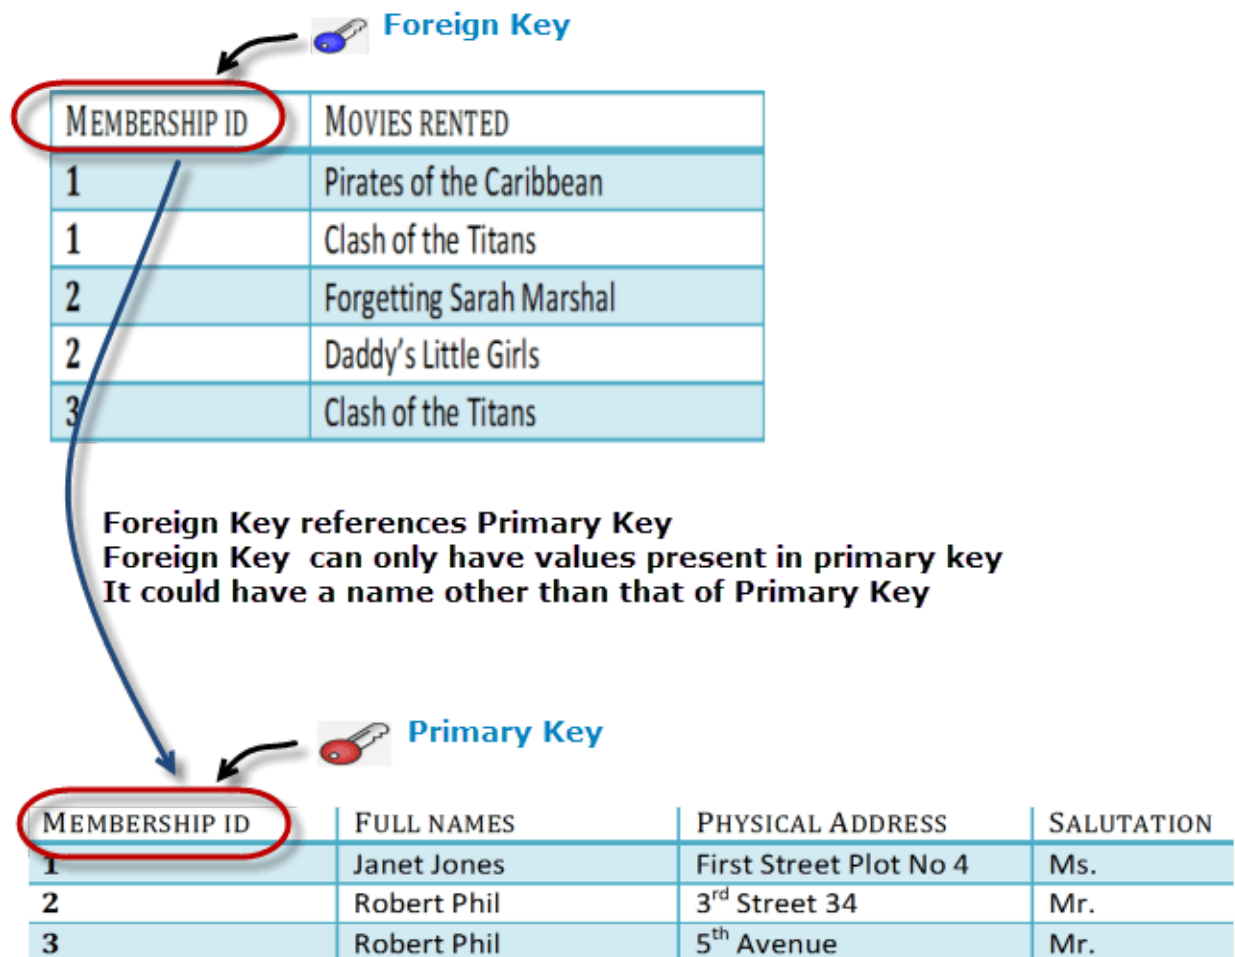 Foreign Key
MEMBERSHIP ID MOVIES RENTED
1 Pirates of the Caribbean
1 Clash of the Titans
2 Forgetting Sarah Marshal
2 Daddy's Little Girls
3 Clash of the Titans
Foreign Key references Primary Key
Foreign Key can only have values present in primary key
It could have a name other than that of Primary Key
Primary Key
MEMBERSHIP ID FULL NAMES PHYSICAL ADDRESS SALUTATION
1 Janet Jones First Street Plot No 4 Ms.
2 Robert Phil 3rd Street 34 Mr.
3 Robert Phil 5th Avenue Mr.